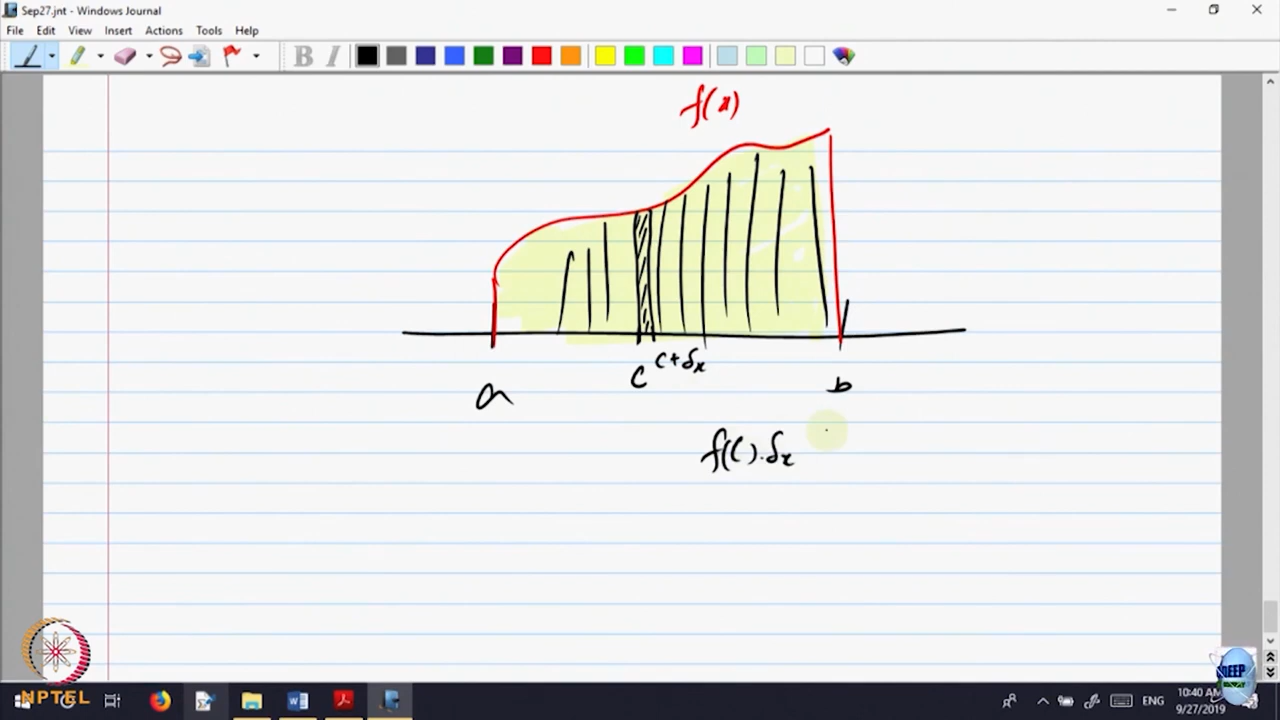 Sep27.jnt - Windows Journal
File Edit View Insert Actions Tools Help
B I
f(x)
a c c+δx b
f(c).δx
NPTEL
ENG
10:40 AM
9/27/2019